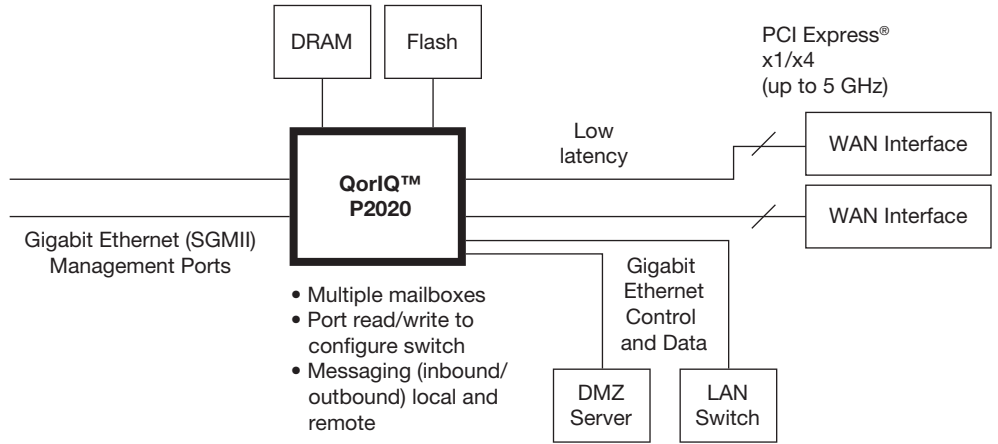 DRAM
Flash
PCI Express®
x1/x4
(up to 5 GHz)
Low
latency
WAN Interface
QorIQ™
P2020
WAN Interface
Gigabit Ethernet (SGMII)
Management Ports
Gigabit
Ethernet
Control
and Data
• Multiple mailboxes
• Port read/write to
configure switch
• Messaging (inbound/
outbound) local and
remote
DMZ
Server
LAN
Switch